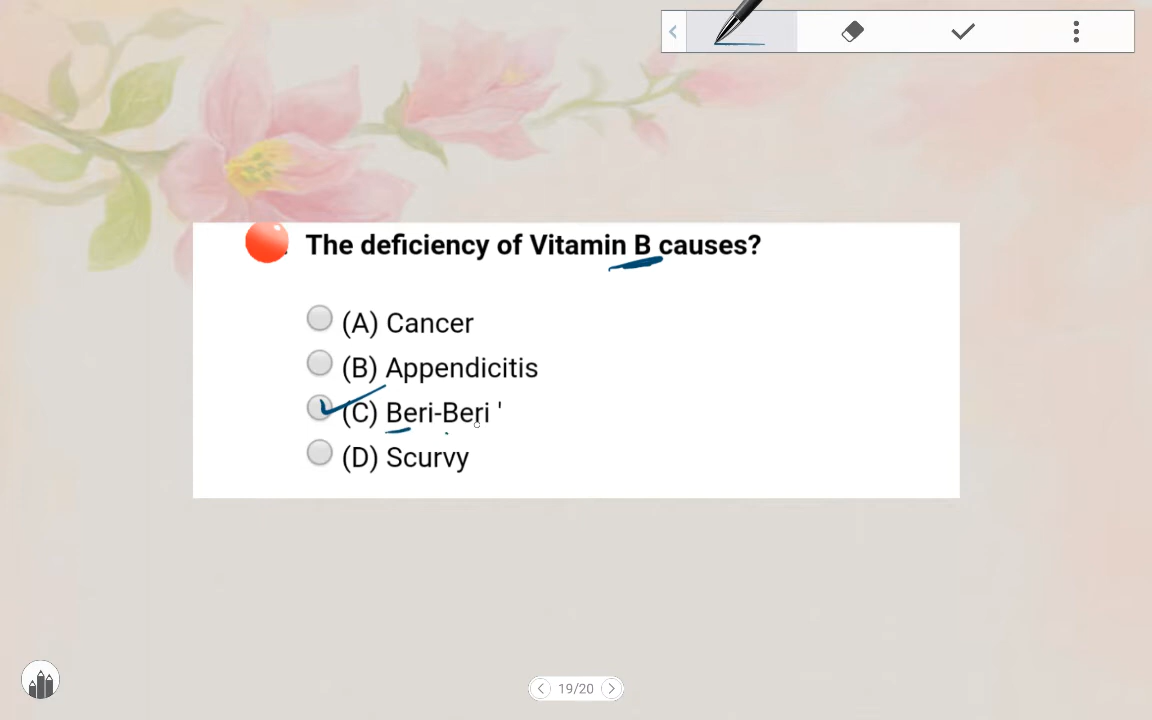 The deficiency of Vitamin B causes?
(A) Cancer
(B) Appendicitis
(C) Beri-Beri '
(D) Scurvy
19/20